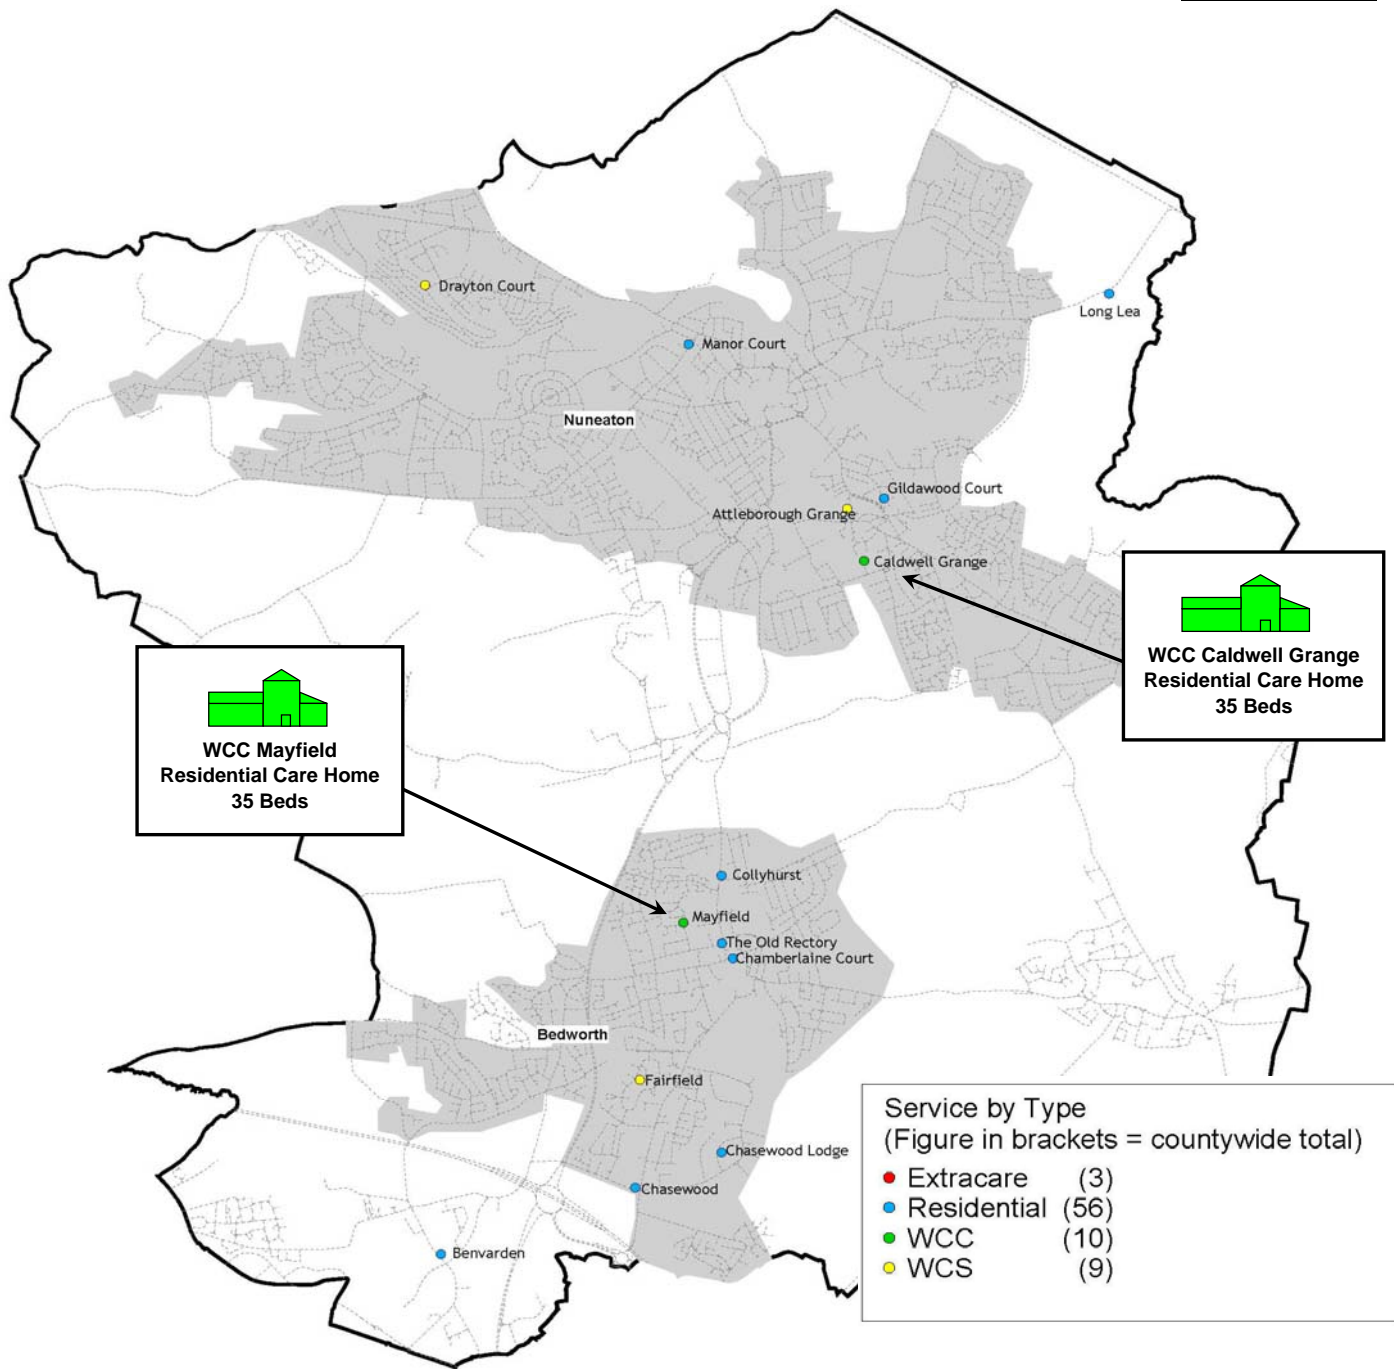 Drayton Court
Long Lea
Manor Court
Nuneaton
Gildawood Court
Attleborough Grange
Caldwell Grange
WCC Caldwell Grange
Residential Care Home
35 Beds
WCC Mayfield
Residential Care Home
35 Beds
Collyhurst
Mayfield
The Old Rectory
Chamberlaine Court
Bedworth
Fairfield
Chasewood Lodge
Chasewood
Benvarden
Service by Type
(Figure in brackets = countywide total)
Extracare (3)
Residential (56)
WCC (10)
WCS (9)